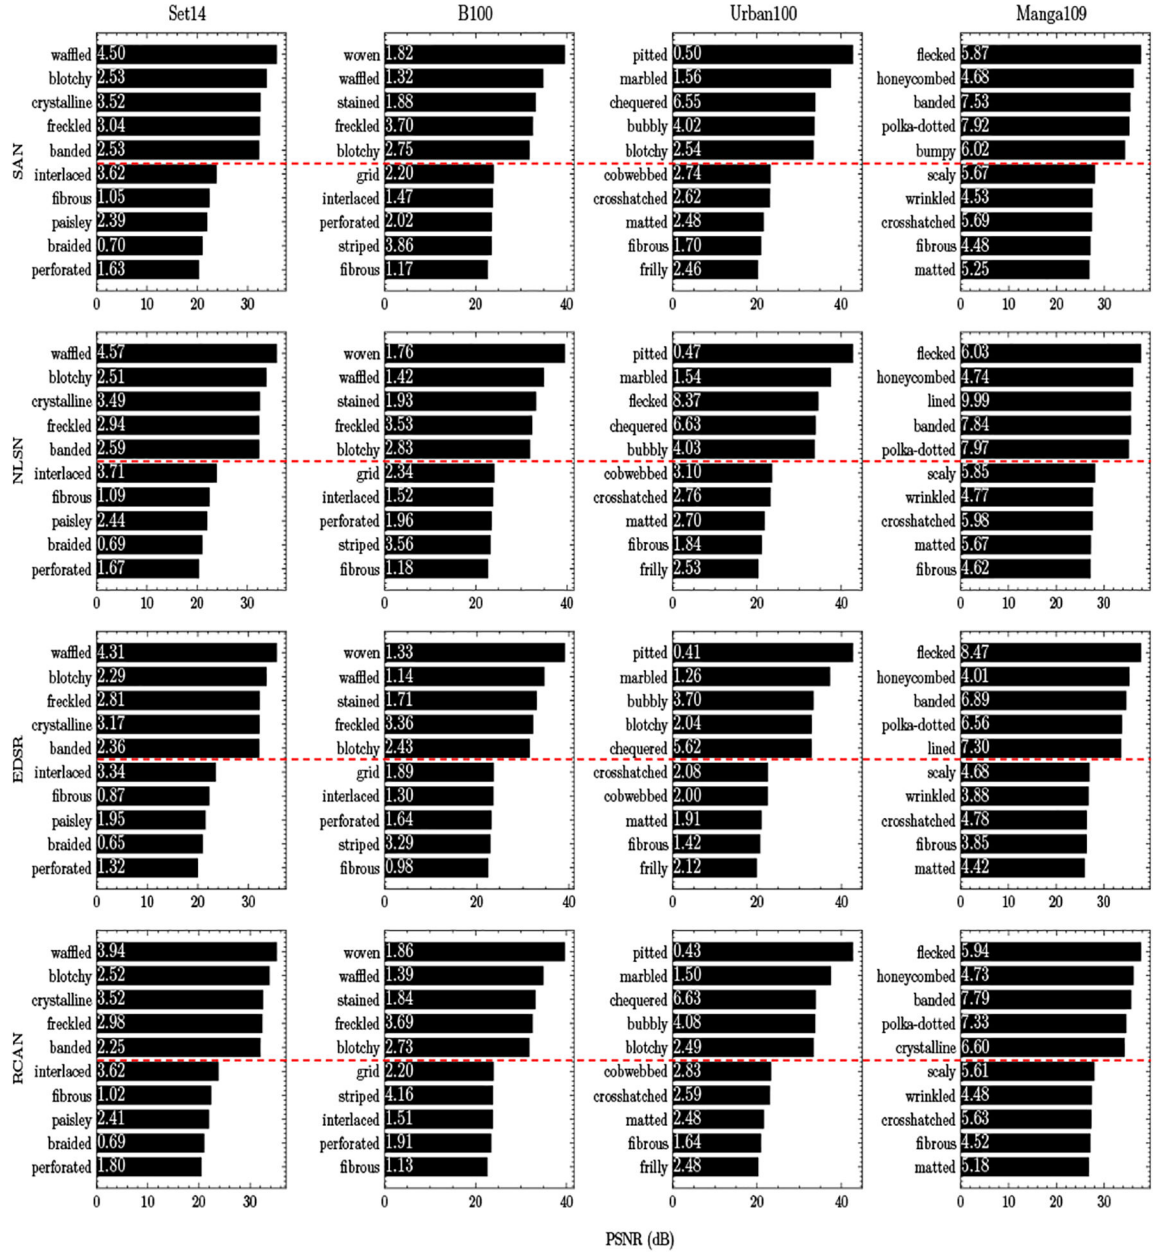 Set14 B100 Urban100 Manga109
SAN
waffled 4.50 woven 1.82 pitted 0.50 flecked 5.87
blotchy 2.53 waffled 1.32 marbled 1.56 honeycombed 4.68
crystalline 3.52 stained 1.88 chequered 6.55 banded 7.53
freckled 3.04 freckled 3.70 bubbly 4.02 polka-dotted 7.92
banded 2.53 blotchy 2.75 blotchy 2.54 bumpy 6.02
interlaced 3.62 grid 2.20 cobwebbed 2.74 scaly 5.67
fibrous 1.05 interlaced 1.47 crosshatched 2.62 wrinkled 4.53
paisley 2.39 perforated 2.02 matted 2.48 crosshatched 5.69
braided 0.70 striped 3.86 fibrous 1.70 fibrous 4.48
perforated 1.63 fibrous 1.17 frilly 2.46 matted 5.25
0 10 20 30 0 20 40 0 20 40 0 10 20 30
NLSN
waffled 4.57 woven 1.76 pitted 0.47 flecked 6.03
blotchy 2.51 waffled 1.42 marbled 1.54 honeycombed 4.74
crystalline 3.49 stained 1.93 flecked 8.37 lined 9.99
freckled 2.94 freckled 3.53 chequered 6.63 banded 7.84
banded 2.59 blotchy 2.83 bubbly 4.03 polka-dotted 7.97
interlaced 3.71 grid 2.34 cobwebbed 3.10 scaly 5.85
fibrous 1.09 interlaced 1.52 crosshatched 2.76 wrinkled 4.77
paisley 2.44 perforated 1.96 matted 2.70 crosshatched 5.98
braided 0.69 striped 3.56 fibrous 1.84 matted 5.67
perforated 1.67 fibrous 1.18 frilly 2.53 fibrous 4.62
0 10 20 30 0 20 40 0 20 40 0 10 20 30
EDSR
waffled 4.31 woven 1.33 pitted 0.41 flecked 8.47
blotchy 2.29 waffled 1.14 marbled 1.26 honeycombed 4.01
freckled 2.81 stained 1.71 bubbly 3.70 banded 6.89
crystalline 3.17 freckled 3.36 blotchy 2.04 polka-dotted 6.56
banded 2.36 blotchy 2.43 chequered 5.62 lined 7.30
interlaced 3.34 grid 1.89 crosshatched 2.08 scaly 4.68
fibrous 0.87 interlaced 1.30 cobwebbed 2.00 wrinkled 3.88
paisley 1.95 perforated 1.64 matted 1.91 crosshatched 4.78
braided 0.65 striped 3.29 fibrous 1.42 fibrous 3.85
perforated 1.32 fibrous 0.98 frilly 2.12 matted 4.42
0 10 20 30 0 20 40 0 20 40 0 10 20 30
RCAN
waffled 3.94 woven 1.86 pitted 0.43 flecked 5.94
blotchy 2.52 waffled 1.39 marbled 1.50 honeycombed 4.73
crystalline 3.52 stained 1.84 chequered 6.63 banded 7.79
freckled 2.98 freckled 3.69 bubbly 4.08 polka-dotted 7.33
banded 2.25 blotchy 2.73 blotchy 2.49 crystalline 6.60
interlaced 3.62 grid 2.20 cobwebbed 2.83 scaly 5.61
fibrous 1.02 striped 4.16 crosshatched 2.59 wrinkled 4.48
paisley 2.41 interlaced 1.51 matted 2.48 crosshatched 5.63
braided 0.69 perforated 1.91 fibrous 1.64 fibrous 4.52
perforated 1.80 fibrous 1.13 frilly 2.48 matted 5.18
0 10 20 30 0 20 40 0 20 40 0 10 20 30
PSNR (dB)